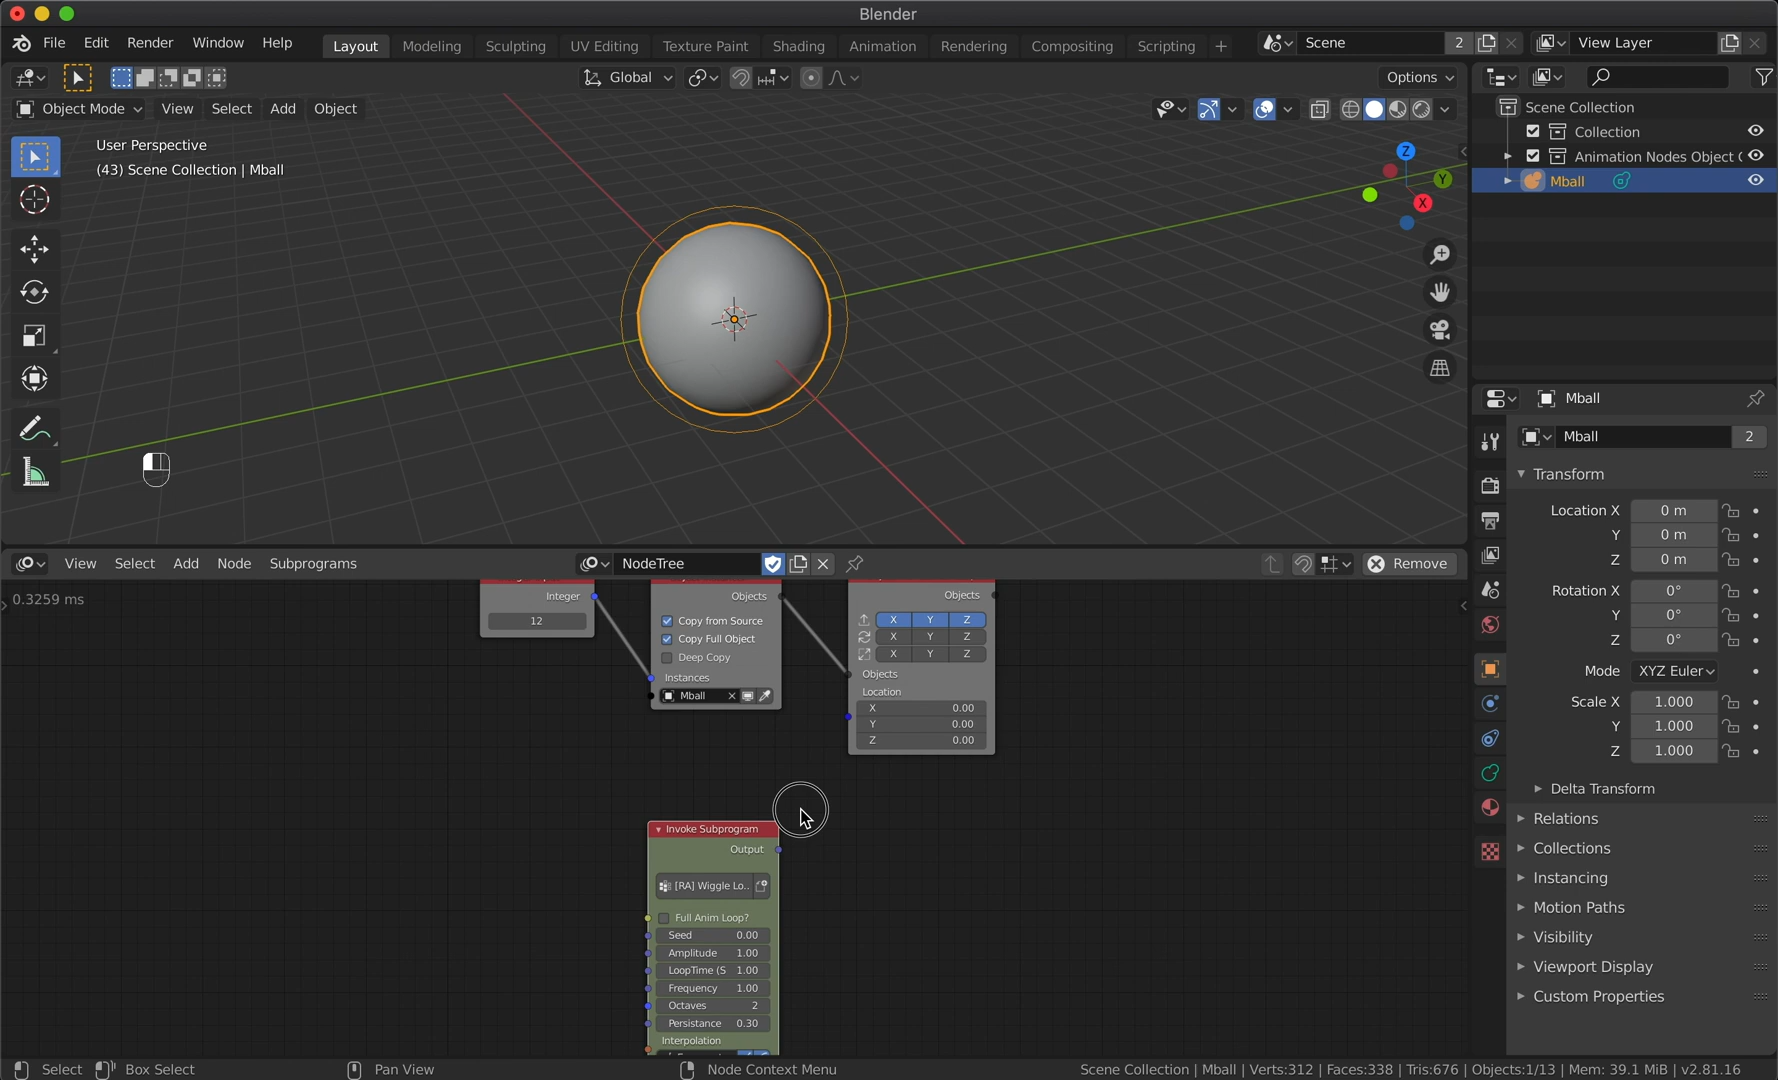 Blender
File Edit Render Window Help Layout Modeling Sculpting UV Editing Texture Paint Shading Animation Rendering Compositing Scripting + Scene 2 View Layer
Global Options
Object Mode View Select Add Object
User Perspective
(43) Scene Collection | Mball
Z
Y
X
Scene Collection
Collection
Animation Nodes Object C
Mball
Mball
Mball 2
Transform
Location X 0 m
Y 0 m
Z 0 m
Rotation X 0°
Y 0°
Z 0°
Mode XYZ Euler
Scale X 1.000
Y 1.000
Z 1.000
Delta Transform
Relations
Collections
Instancing
Motion Paths
Visibility
Viewport Display
Custom Properties
View Select Add Node Subprograms NodeTree Remove
0.3259 ms
Integer
12
Objects
Copy from Source
Copy Full Object
Deep Copy
Instances
Mball
Objects
X Y Z
X Y Z
X Y Z
Objects
Location
X 0.00
Y 0.00
Z 0.00
Invoke Subprogram
Output
[RA] Wiggle Lo..
Full Anim Loop?
Seed 0.00
Amplitude 1.00
LoopTime (S 1.00
Frequency 1.00
Octaves 2
Persistance 0.30
Interpolation
Select Box Select Pan View Node Context Menu Scene Collection | Mball | Verts:312 | Faces:338 | Tris:676 | Objects:1/13 | Mem: 39.1 MiB | v2.81.16